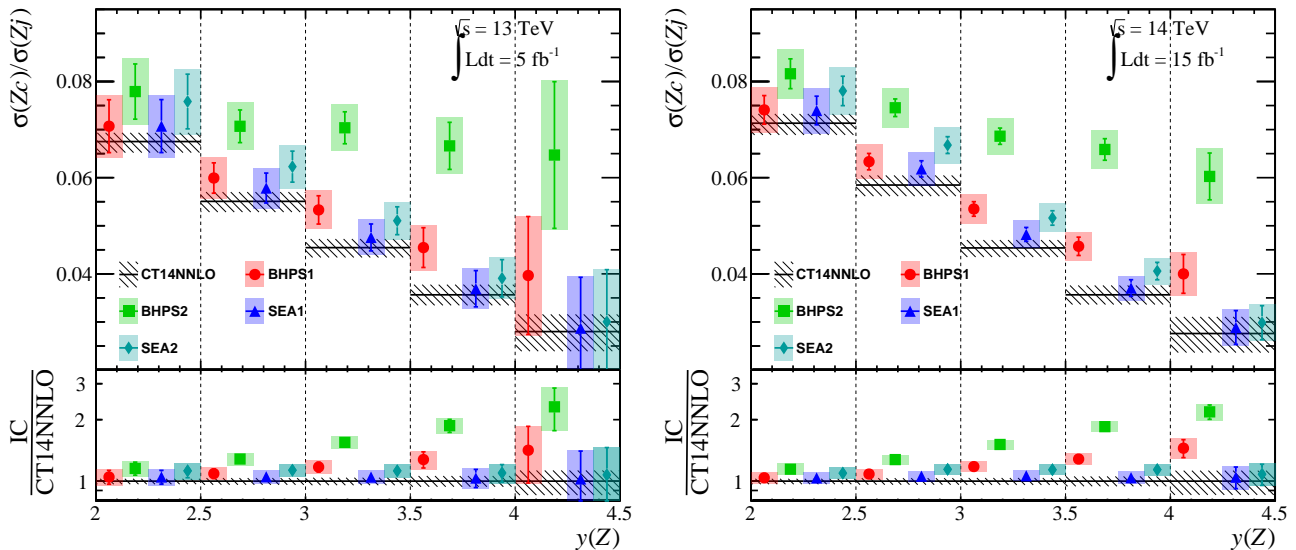 √s = 13 TeV
∫ Ldt = 5 fb⁻¹
σ(Zc)/σ(Zj)
0.08
0.06
0.04
CT14NNLO
BHPS1
BHPS2
SEA1
SEA2
IC
CT14NNLO
3
2
1
2 2.5 3 3.5 4 4.5
y(Z)
√s = 14 TeV
∫ Ldt = 15 fb⁻¹
σ(Zc)/σ(Zj)
0.08
0.06
0.04
CT14NNLO
BHPS1
BHPS2
SEA1
SEA2
IC
CT14NNLO
3
2
1
2 2.5 3 3.5 4 4.5
y(Z)